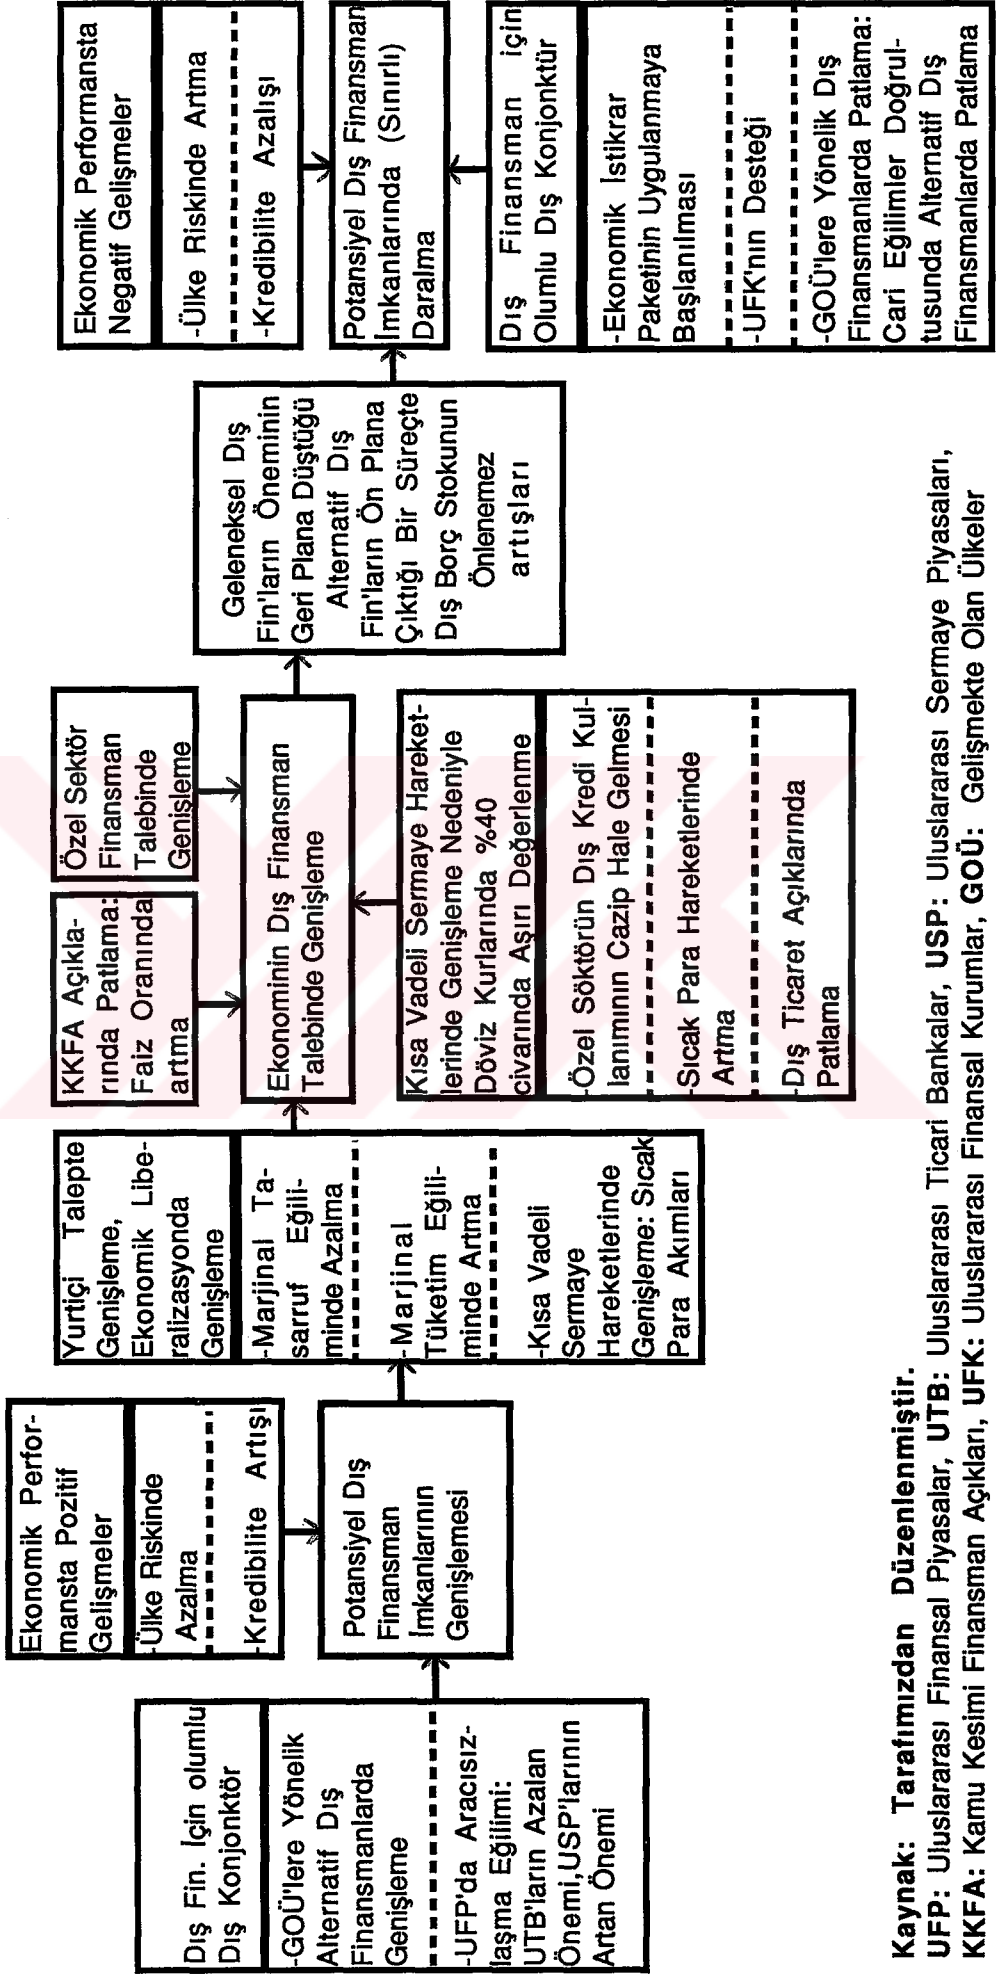 Dış Fin. İçin olumlu
Dış Konjonktör
-GOÜ'lere Yönelik
Alternatif Dış
Finansmanlarda
Genişleme
-UFP'da Aracısız-
laşma Eğilimi:
UTB'ların Azalan
Önemi,USP'larının
Artan Önemi
Ekonomik Perfor-
mansta Pozitif
Gelişmeler
-Ülke Riskinde
Azalma
-Kredibilite Artışı
Potansiyel Dış
Finansman
İmkanlarının
Genişlemesi
Yurtiçi Talepte
Genişleme,
Ekonomik Libe-
ralizasyonda
Genişleme
-Marjinal Ta-
sarruf Eğili-
minde Azalma
-Marjinal
Tüketim Eğili-
minde Artma
-Kısa Vadeli
Sermaye
Hareketlerinde
Genişleme: Sıcak
Para Akımları
KKFA Açıkla-
rında Patlama:
Faiz Oranında
artma
Özel Sektör
Finansman
Talebinde
Genişleme
Ekonominin Dış Finansman
Talebinde Genişleme
Kısa Vadeli Sermaye Hareket-
lerinde Genişleme Nedeniyle
Döviz Kurlarında %40
civarında Aşırı Değerlenme
-Özel Söktörün Dış Kredi Kul-
lanımının Cazip Hale Gelmesi
-Sıcak Para Hareketlerinde
Artma
-Dış Ticaret Açıklarında
Patlama
Geleneksel Dış
Fin'ların Öneminin
Geri Plana Düştüğü
Alternatif Dış
Fin'ların Ön Plana
Çıktığı Bir Süreçte
Dış Borç Stokunun
Önlenemez
artışları
Ekonomik Performansta
Negatif Gelişmeler
-Ülke Riskinde Artma
-Kredibilite Azalışı
Potansiyel Dış Finansman
İmkanlarında (Sınırlı)
Daralma
Dış Finansman için
Olumlu Dış Konjonktür
-Ekonomik İstikrar
Paketinin Uygulanmaya
Başlanılması
-UFK'nın Desteği
-GOÜ'lere Yönelik Dış
Finansmanlarda Patlama:
Cari Eğilimler Doğrul-
tusunda Alternatif Dış
Finansmanlarda Patlama
Kaynak: Tarafımızdan Düzenlenmiştir.
UFP: Uluslararası Finansal Piyasalar, UTB: Uluslararası Ticari Bankalar, USP: Uluslararası Sermaye Piyasaları,
KKFA: Kamu Kesimi Finansman Açıkları, UFK: Uluslararası Finansal Kurumlar, GOÜ: Gelişmekte Olan Ülkeler